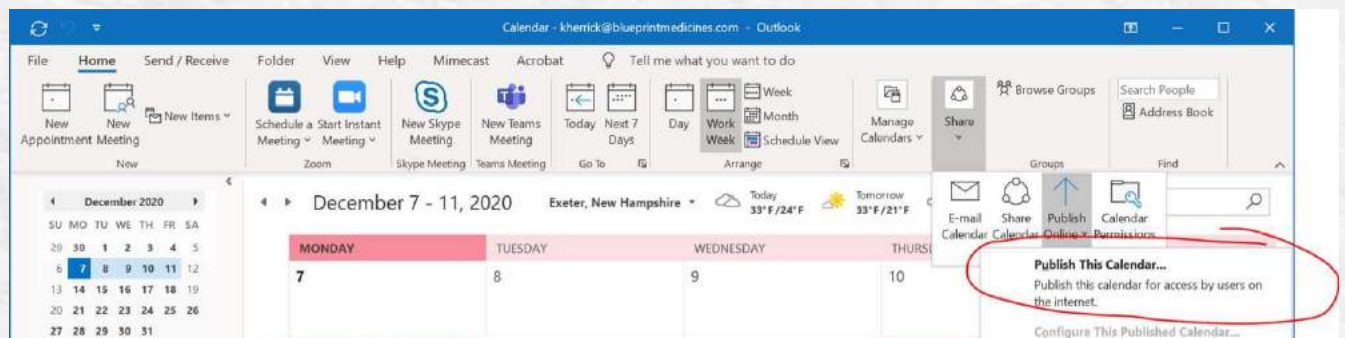 Calendar - kherrick@blueprintmedicines.com - Outlook
File Home Send / Receive Folder View Help Mimecast Acrobat Tell me what you want to do
New Appointment
New Meeting
New Items
New
Schedule a Meeting
Start Instant Meeting
Zoom
New Skype Meeting
Skype Meeting
New Teams Meeting
Teams Meeting
Today
Next 7 Days
Go To
Day
Work Week
Week
Month
Schedule View
Arrange
Manage Calendars
Share
Browse Groups
Groups
Search People
Address Book
Find
E-mail Calendar
Share Calendar
Publish Online
Calendar Permissions
Publish This Calendar...
Publish this calendar for access by users on
the internet.
Configure This Published Calendar...
December 2020
SU MO TU WE TH FR SA
29 30 1 2 3 4 5
6 7 8 9 10 11 12
13 14 15 16 17 18 19
20 21 22 23 24 25 26
27 28 29 30 31
December 7 - 11, 2020
Exeter, New Hampshire
Today
33°F/24°F
Tomorrow
33°F/21°F
MONDAY TUESDAY WEDNESDAY THURS
7 8 9 10